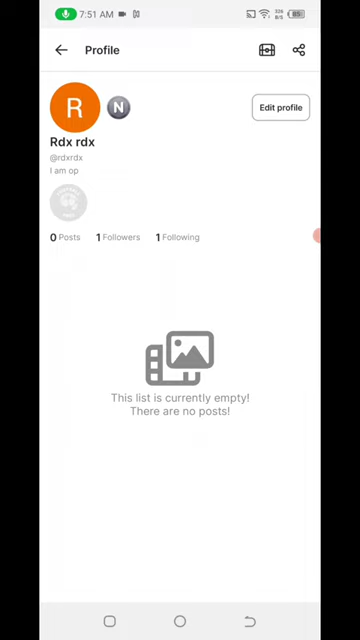 7:51 AM
Profile
R
N
Edit profile
Rdx rdx
@rdxrdx
I am op
0 Posts 1 Followers 1 Following
This list is currently empty!
There are no posts!